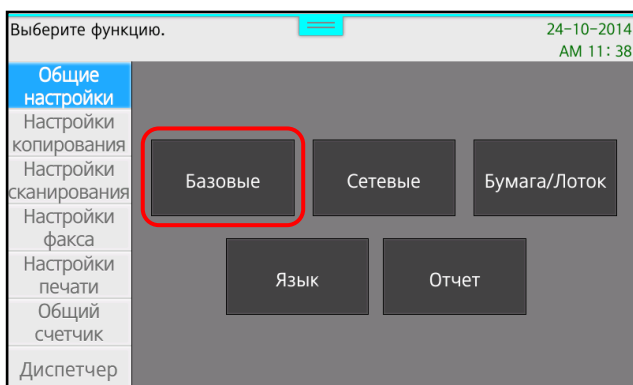 Выберите функцию.
24-10-2014
AM 11: 38
Общие
настройки
Настройки
копирования
Настройки
сканирования
Настройки
факса
Настройки
печати
Общий
счетчик
Диспетчер
Базовые
Сетевые
Бумага/Лоток
Язык
Отчет